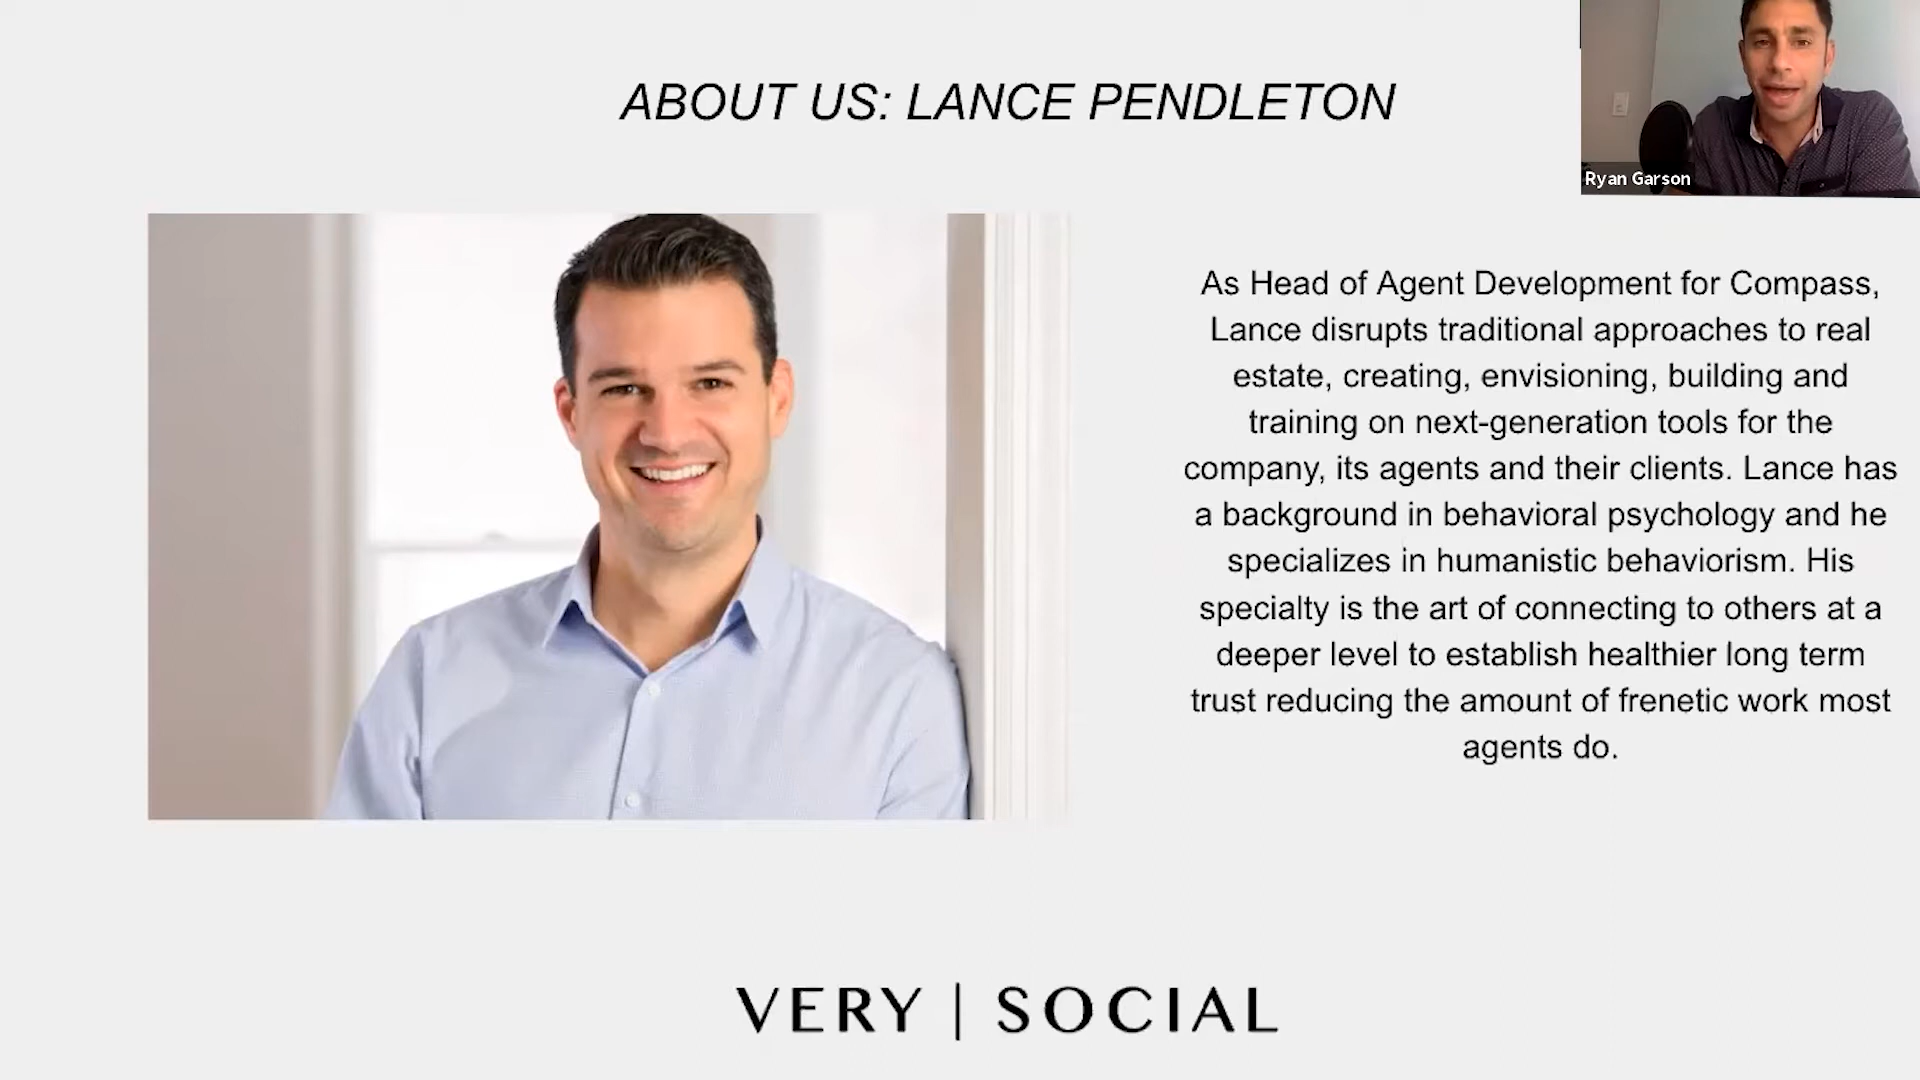 ABOUT US: LANCE PENDLETON
Ryan Garson
As Head of Agent Development for Compass,
Lance disrupts traditional approaches to real
estate, creating, envisioning, building and
training on next-generation tools for the
company, its agents and their clients. Lance has
a background in behavioral psychology and he
specializes in humanistic behaviorism. His
specialty is the art of connecting to others at a
deeper level to establish healthier long term
trust reducing the amount of frenetic work most
agents do.
VERY | SOCIAL